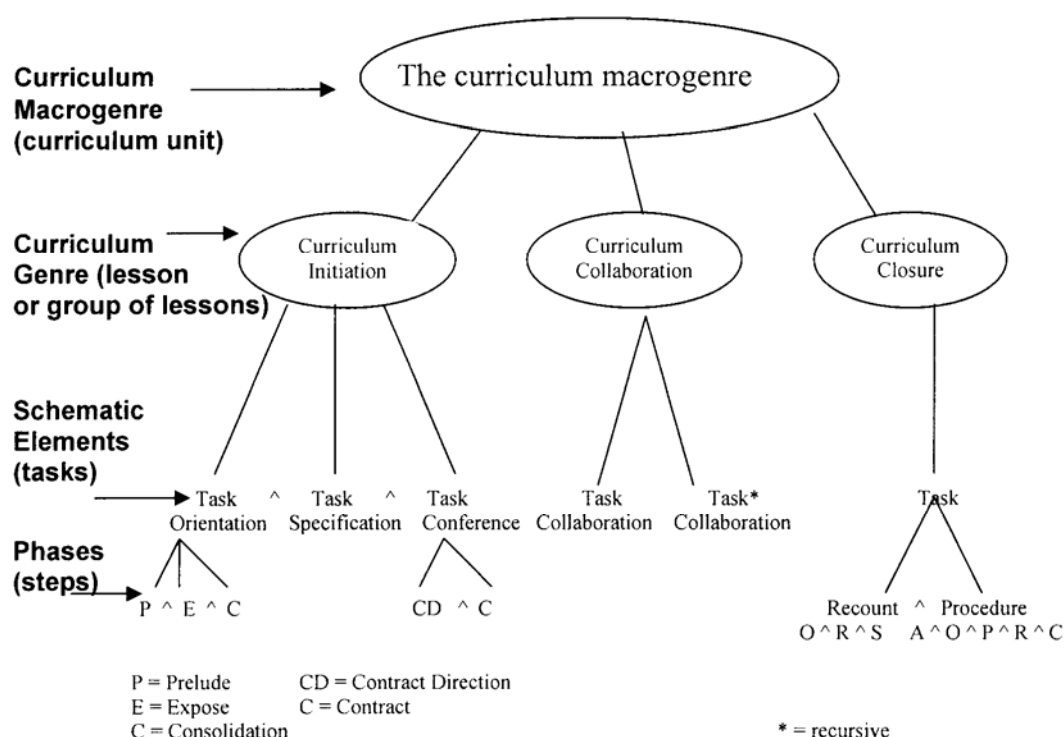 The curriculum macrogenre
Curriculum
Macrogenre
(curriculum unit)
Curriculum
Genre (lesson
or group of lessons)
Curriculum
Initiation
Curriculum
Collaboration
Curriculum
Closure
Schematic
Elements
(tasks)
Task ^ Task ^ Task
Orientation Specification Conference
Task Task*
Collaboration Collaboration
Task
Phases
(steps)
P ^ E ^ C
CD ^ C
Recount ^ Procedure
O ^ R ^ S A ^ O ^ P ^ R ^ C
P = Prelude CD = Contract Direction
E = Expose C = Contract
C = Consolidation
* = recursive